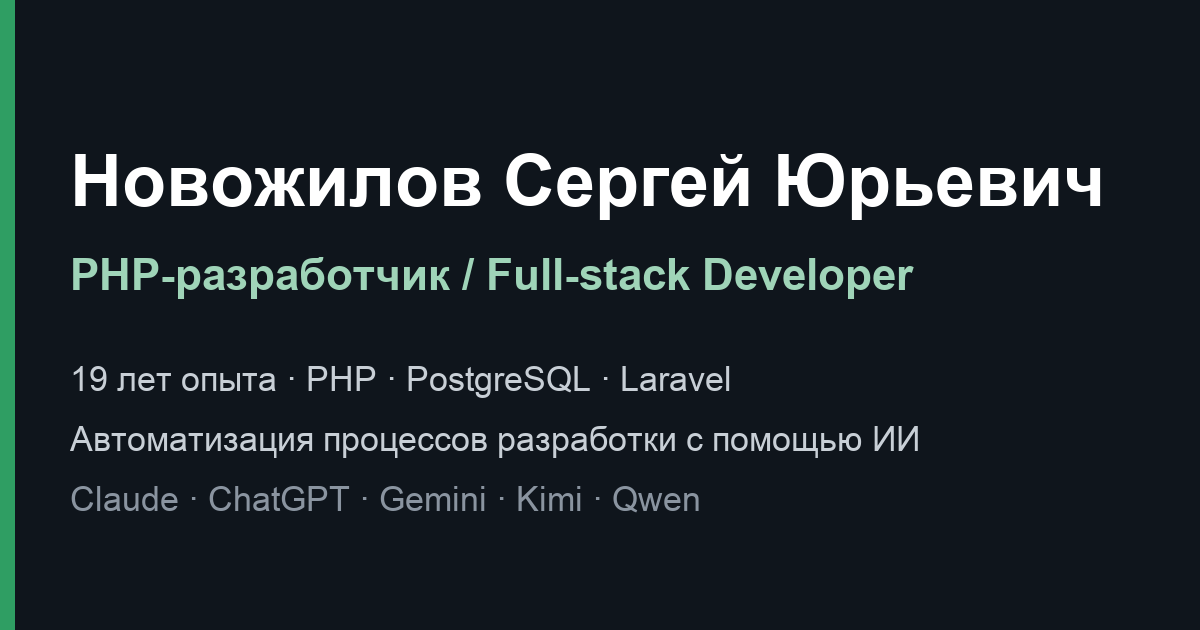 Новожилов Сергей Юрьевич
PHP-разработчик / Full-stack Developer
19 лет опыта · PHP · PostgreSQL · Laravel
Автоматизация процессов разработки с помощью ИИ
Claude · ChatGPT · Gemini · Kimi · Qwen